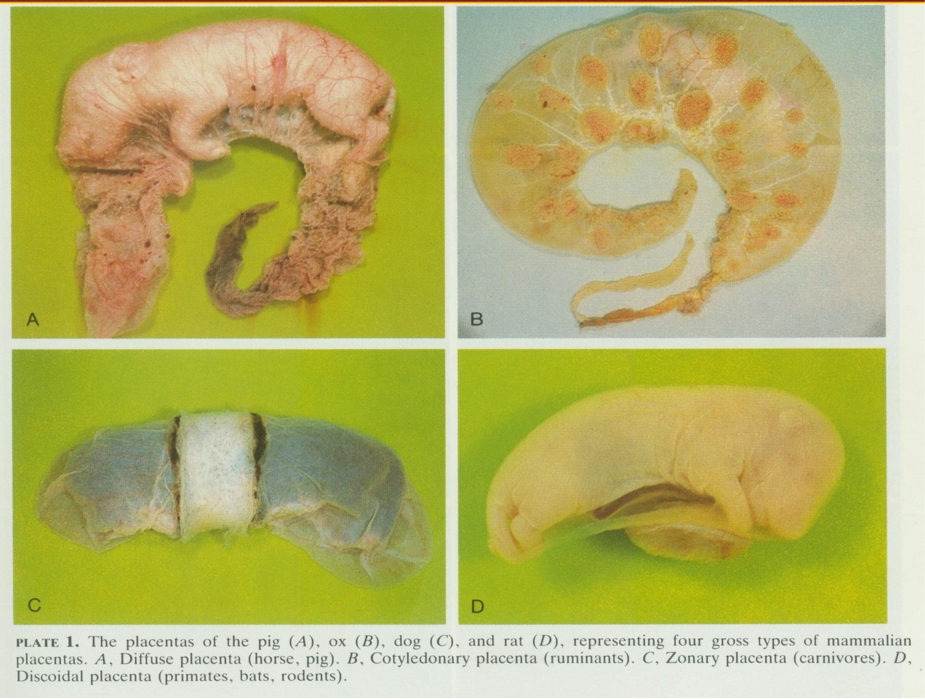 A
B
C
D
PLATE 1. The placentas of the pig (A), ox (B), dog (C), and rat (D), representing four gross types of mammalian
placentas. A, Diffuse placenta (horse, pig). B, Cotyledonary placenta (ruminants). C, Zonary placenta (carnivores). D,
Discoidal placenta (primates, bats, rodents).